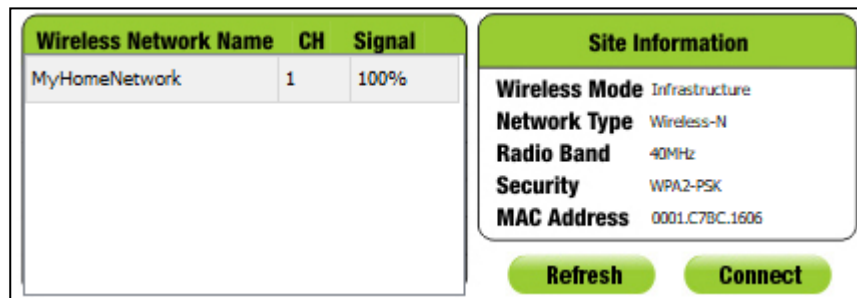 Wireless Network Name CH Signal
MyHomeNetwork 1 100%
Site Information
Wireless Mode Infrastructure
Network Type Wireless-N
Radio Band 40MHz
Security WPA2-PSK
MAC Address 0001.C7BC.1606
Refresh Connect